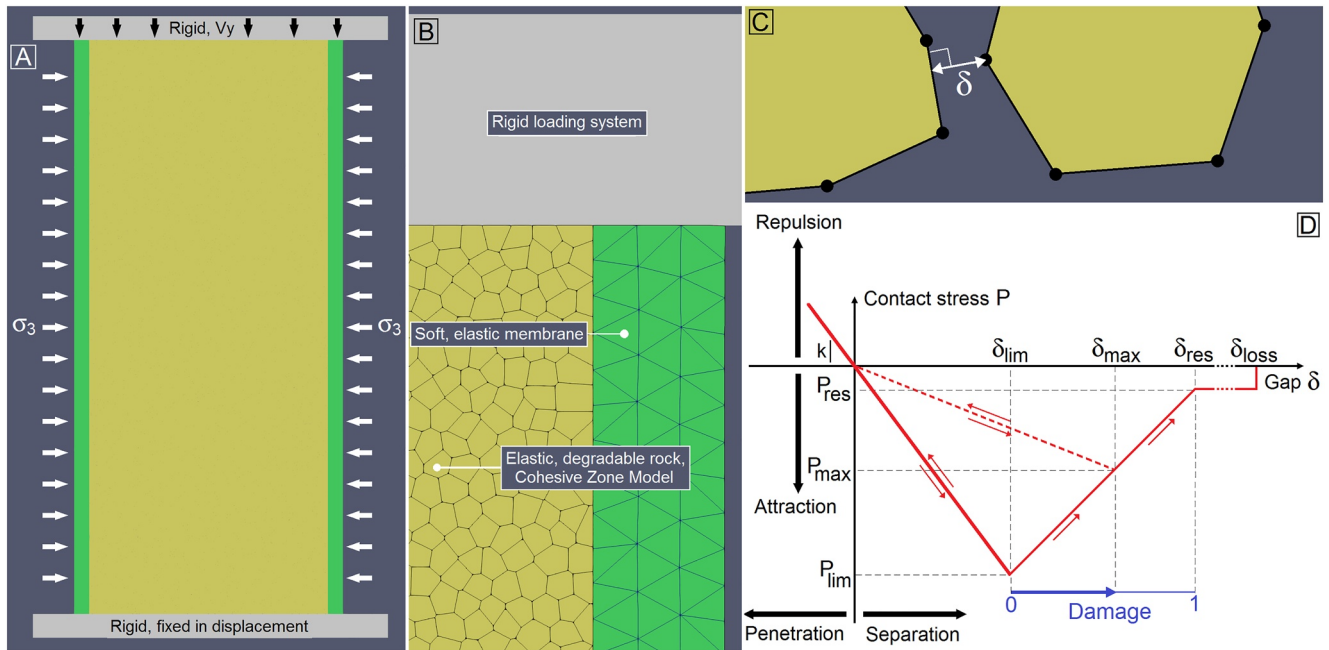 A
Rigid, Vy
σ3
σ3
Rigid, fixed in displacement
B
Rigid loading system
Soft, elastic membrane
Elastic, degradable rock,
Cohesive Zone Model
C
δ
D
Repulsion
Contact stress P
k
δlim
δmax
δres
δloss
Gap δ
Pres
Pmax
Attraction
Plim
0
1
Damage
Penetration
Separation